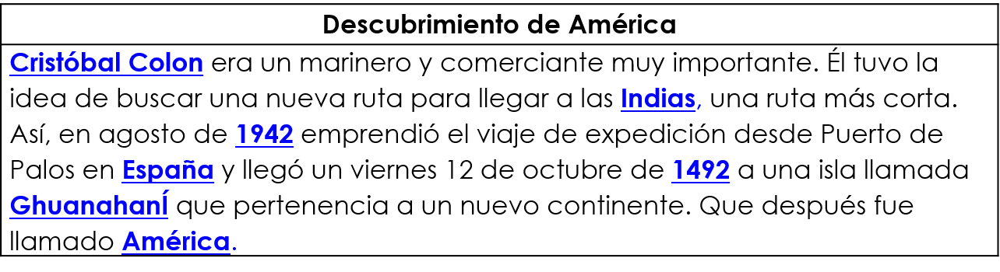 Descubrimiento de América
Cristóbal Colon era un marinero y comerciante muy importante. Él tuvo la
idea de buscar una nueva ruta para llegar a las Indias, una ruta más corta.
Así, en agosto de 1942 emprendió el viaje de expedición desde Puerto de
Palos en España y llegó un viernes 12 de octubre de 1492 a una isla llamada
GhuanahanÍ que pertenencia a un nuevo continente. Que después fue
llamado América.